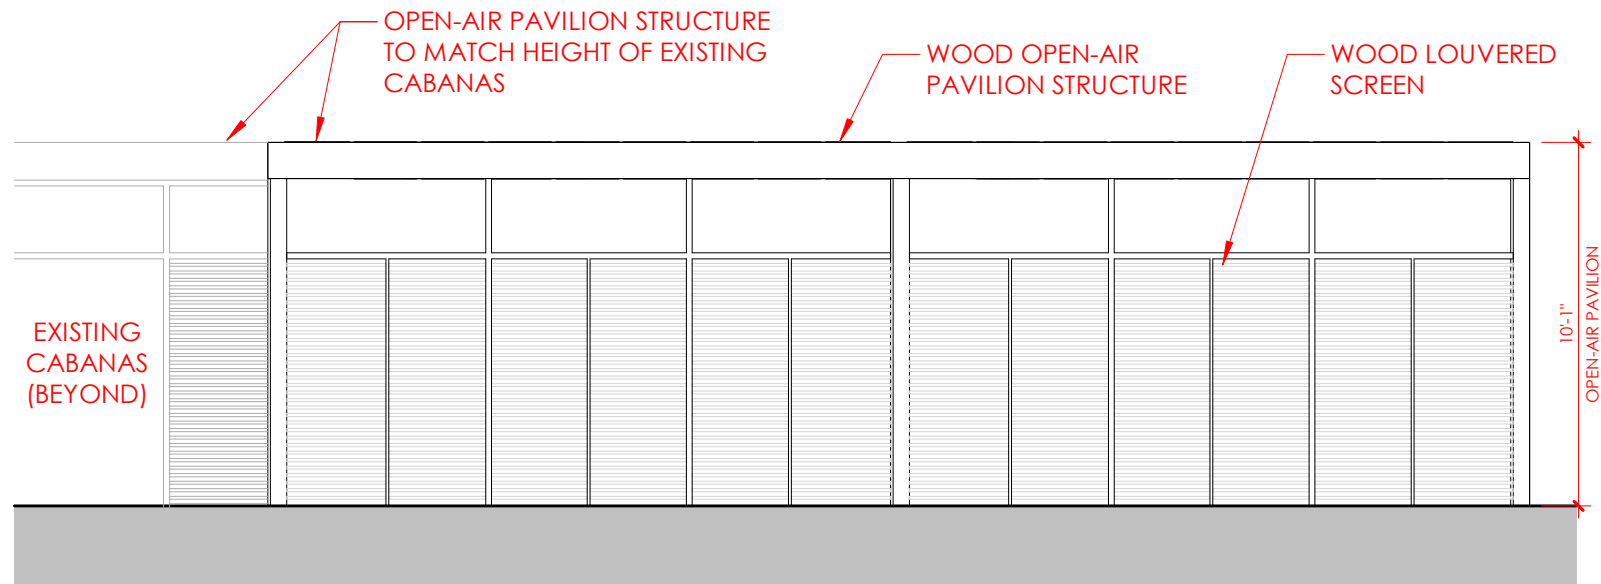 OPEN-AIR PAVILION STRUCTURE
TO MATCH HEIGHT OF EXISTING
CABANAS
WOOD OPEN-AIR
PAVILION STRUCTURE
WOOD LOUVERED
SCREEN
EXISTING
CABANAS
(BEYOND)
10'-1"
OPEN-AIR PAVILION